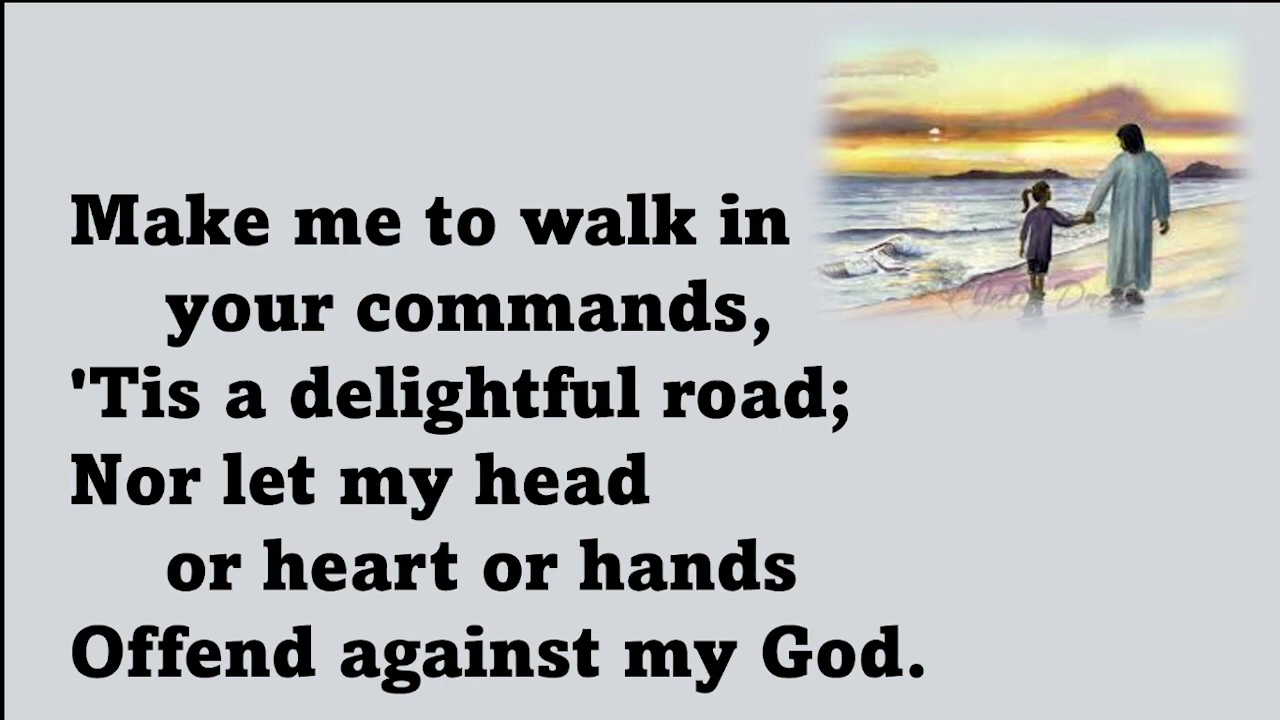 Make me to walk in
your commands,
'Tis a delightful road;
Nor let my head
or heart or hands
Offend against my God.